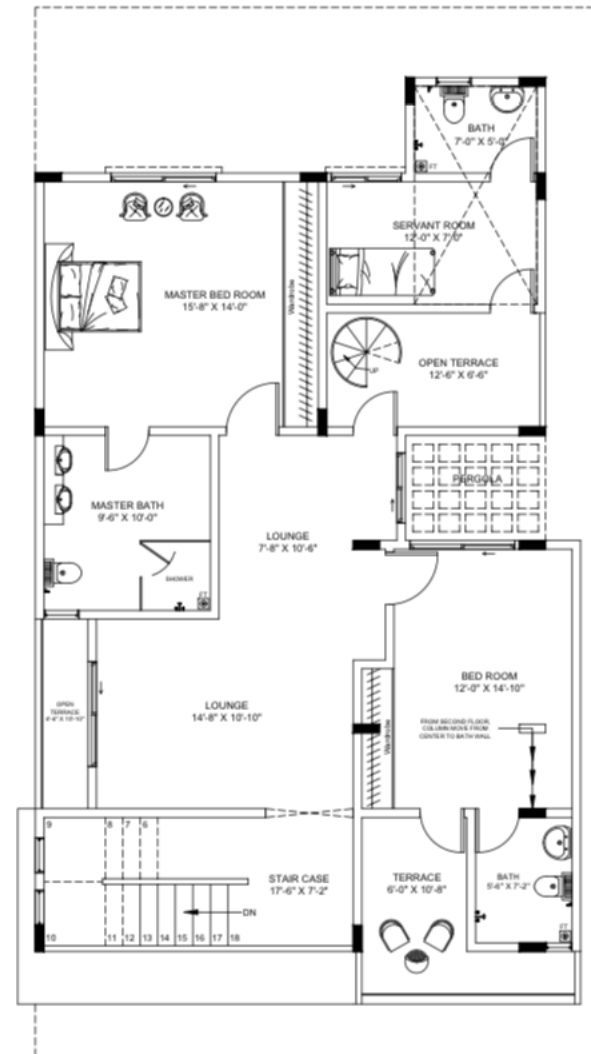 BATH
7'-0" X 5'-0"
FT
SERVANT ROOM
12'-0" X 7'-0"
MASTER BED ROOM
15'-8" X 14'-0"
Wardrobe
OPEN TERRACE
12'-6" X 6'-6"
UP
PERGOLA
MASTER BATH
9'-6" X 10'-0"
LOUNGE
7'-8" X 10'-6"
SHOWER
FT
BED ROOM
12'-0" X 14'-10"
LOUNGE
14'-8" X 10'-10"
OPEN
TERRACE
FROM SECOND FLOOR,
COLUMN MOVE FROM
CENTER TO BATH WALL
Wardrobe
9
8
7
6
STAIR CASE
17'-6" X 7'-2"
TERRACE
6'-0" X 10'-8"
BATH
5'-6" X 7'-2"
DN
FT
10
11
12
13
14
15
16
17
18